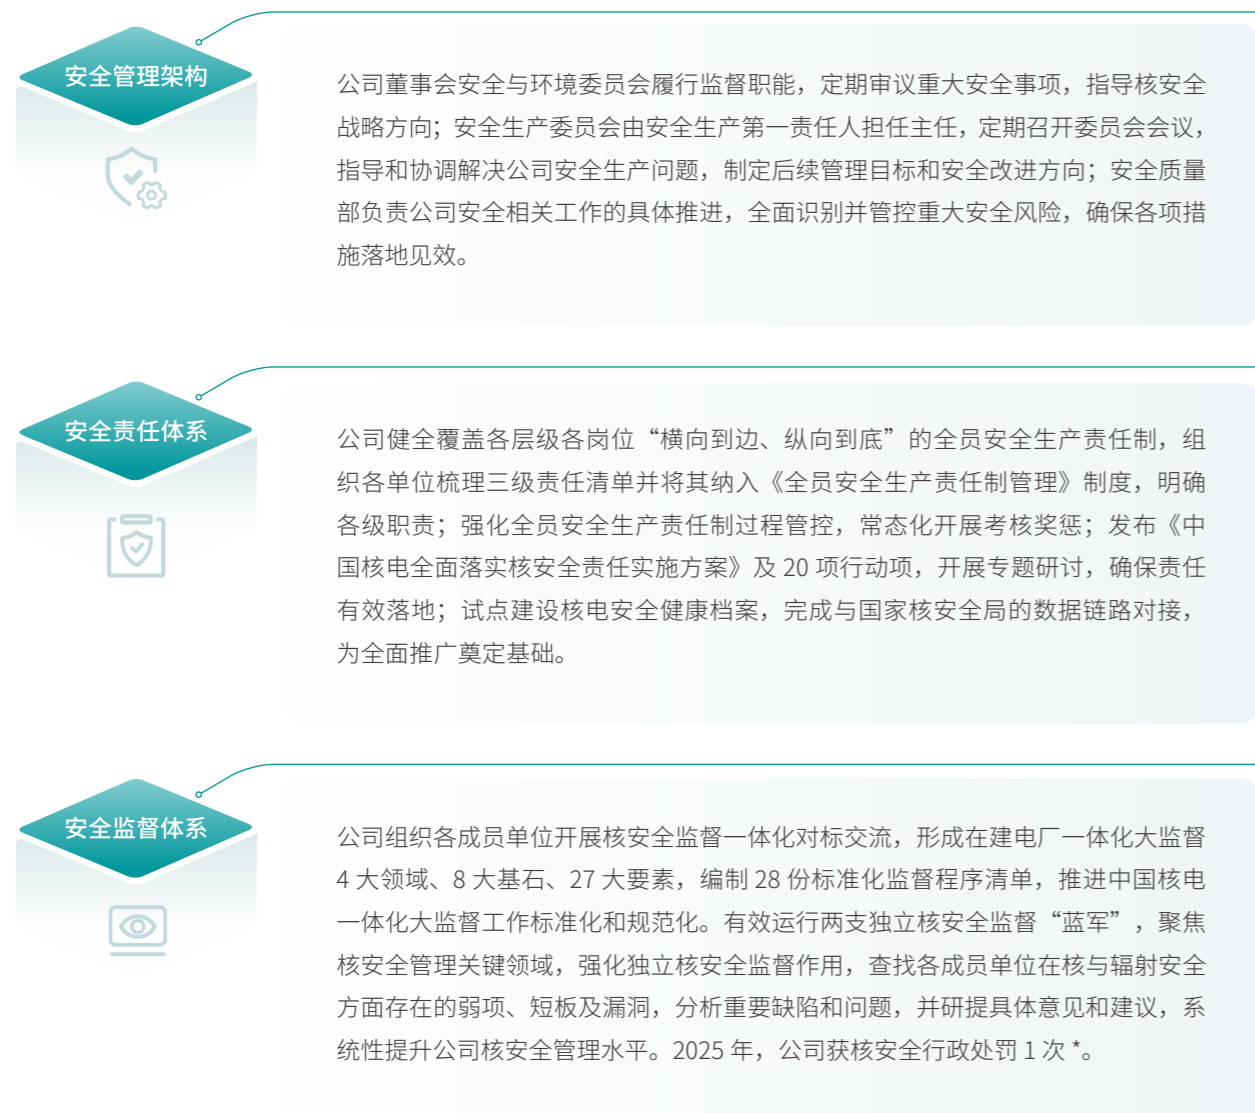 安全管理架构
公司董事会安全与环境委员会履行监督职能，定期审议重大安全事项，指导核安全
战略方向；安全生产委员会由安全生产第一责任人担任主任，定期召开委员会会议，
指导和协调解决公司安全生产问题，制定后续管理目标和安全改进方向；安全质量
部负责公司安全相关工作的具体推进，全面识别并管控重大安全风险，确保各项措
施落地见效。
安全责任体系
公司健全覆盖各层级各岗位“横向到边、纵向到底”的全员安全生产责任制，组
织各单位梳理三级责任清单并将其纳入《全员安全生产责任制管理》制度，明确
各级职责；强化全员安全生产责任制过程管控，常态化开展考核奖惩；发布《中
国核电全面落实核安全责任实施方案》及 20 项行动项，开展专题研讨，确保责任
有效落地；试点建设核电安全健康档案，完成与国家核安全局的数据链路对接，
为全面推广奠定基础。
安全监督体系
公司组织各成员单位开展核安全监督一体化对标交流，形成在建电厂一体化大监督
4 大领域、8 大基石、27 大要素，编制 28 份标准化监督程序清单，推进中国核电
一体化大监督工作标准化和规范化。有效运行两支独立核安全监督“蓝军”，聚焦
核安全管理关键领域，强化独立核安全监督作用，查找各成员单位在核与辐射安全
方面存在的弱项、短板及漏洞，分析重要缺陷和问题，并研提具体意见和建议，系
统性提升公司核安全管理水平。2025 年，公司获核安全行政处罚 1 次 *。